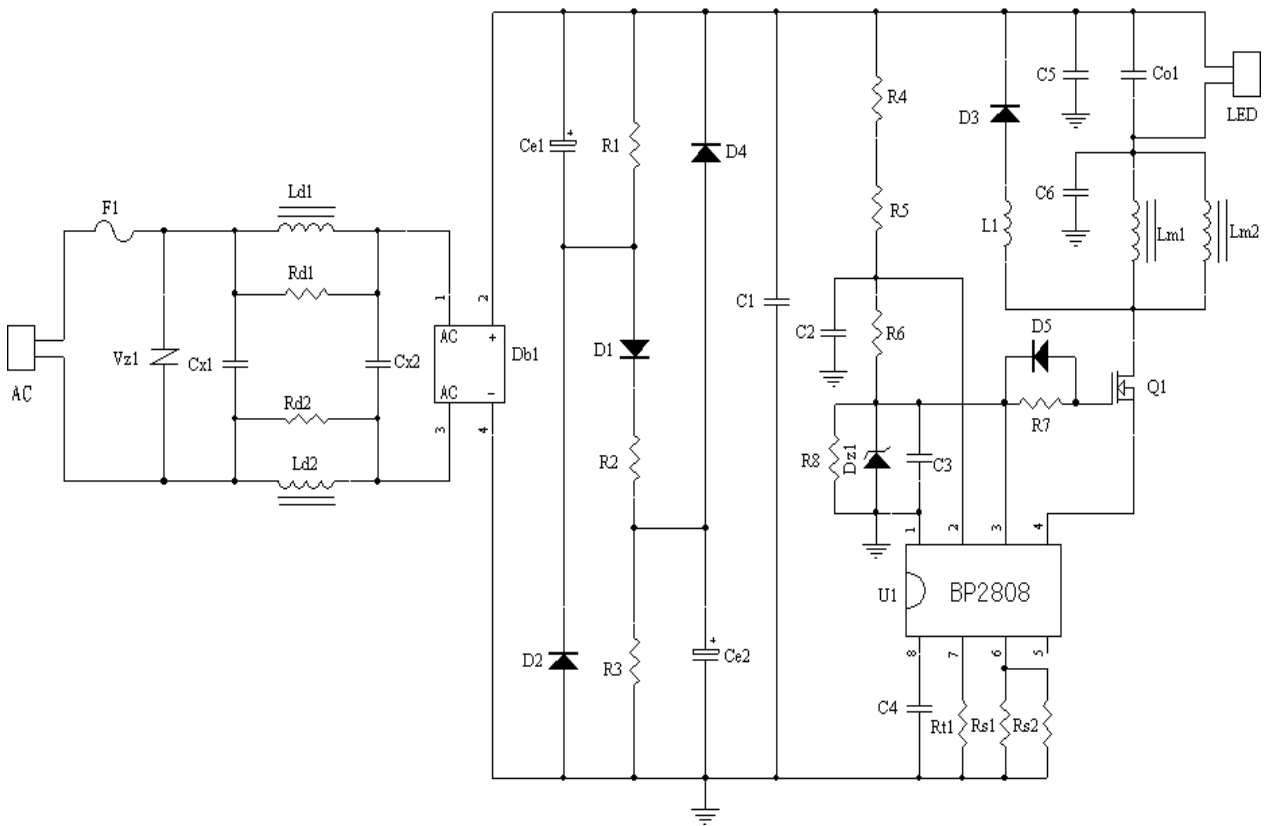 R4
C5
Co1
LED
D3
Ce1
+
R1
D4
C6
F1
Ld1
R5
L1
Lm1
Lm2
Rd1
1
2
C1
C2
R6
D5
AC
+
Vz1
Cx1
Cx2
Db1
D1
AC
AC
-
Q1
Rd2
3
4
R7
Ld2
R2
R8
Dz1
C3
1
2
3
4
U1
BP2808
D2
R3
+
Ce2
8
7
6
5
C4
Rt1
Rs1
Rs2